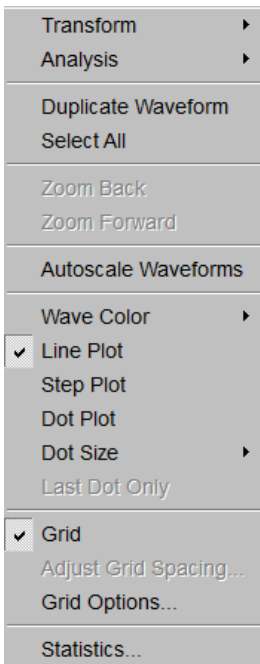 Transform
Analysis
Duplicate Waveform
Select All
Zoom Back
Zoom Forward
Autoscale Waveforms
Wave Color
Line Plot
Step Plot
Dot Plot
Dot Size
Last Dot Only
Grid
Adjust Grid Spacing...
Grid Options...
Statistics...